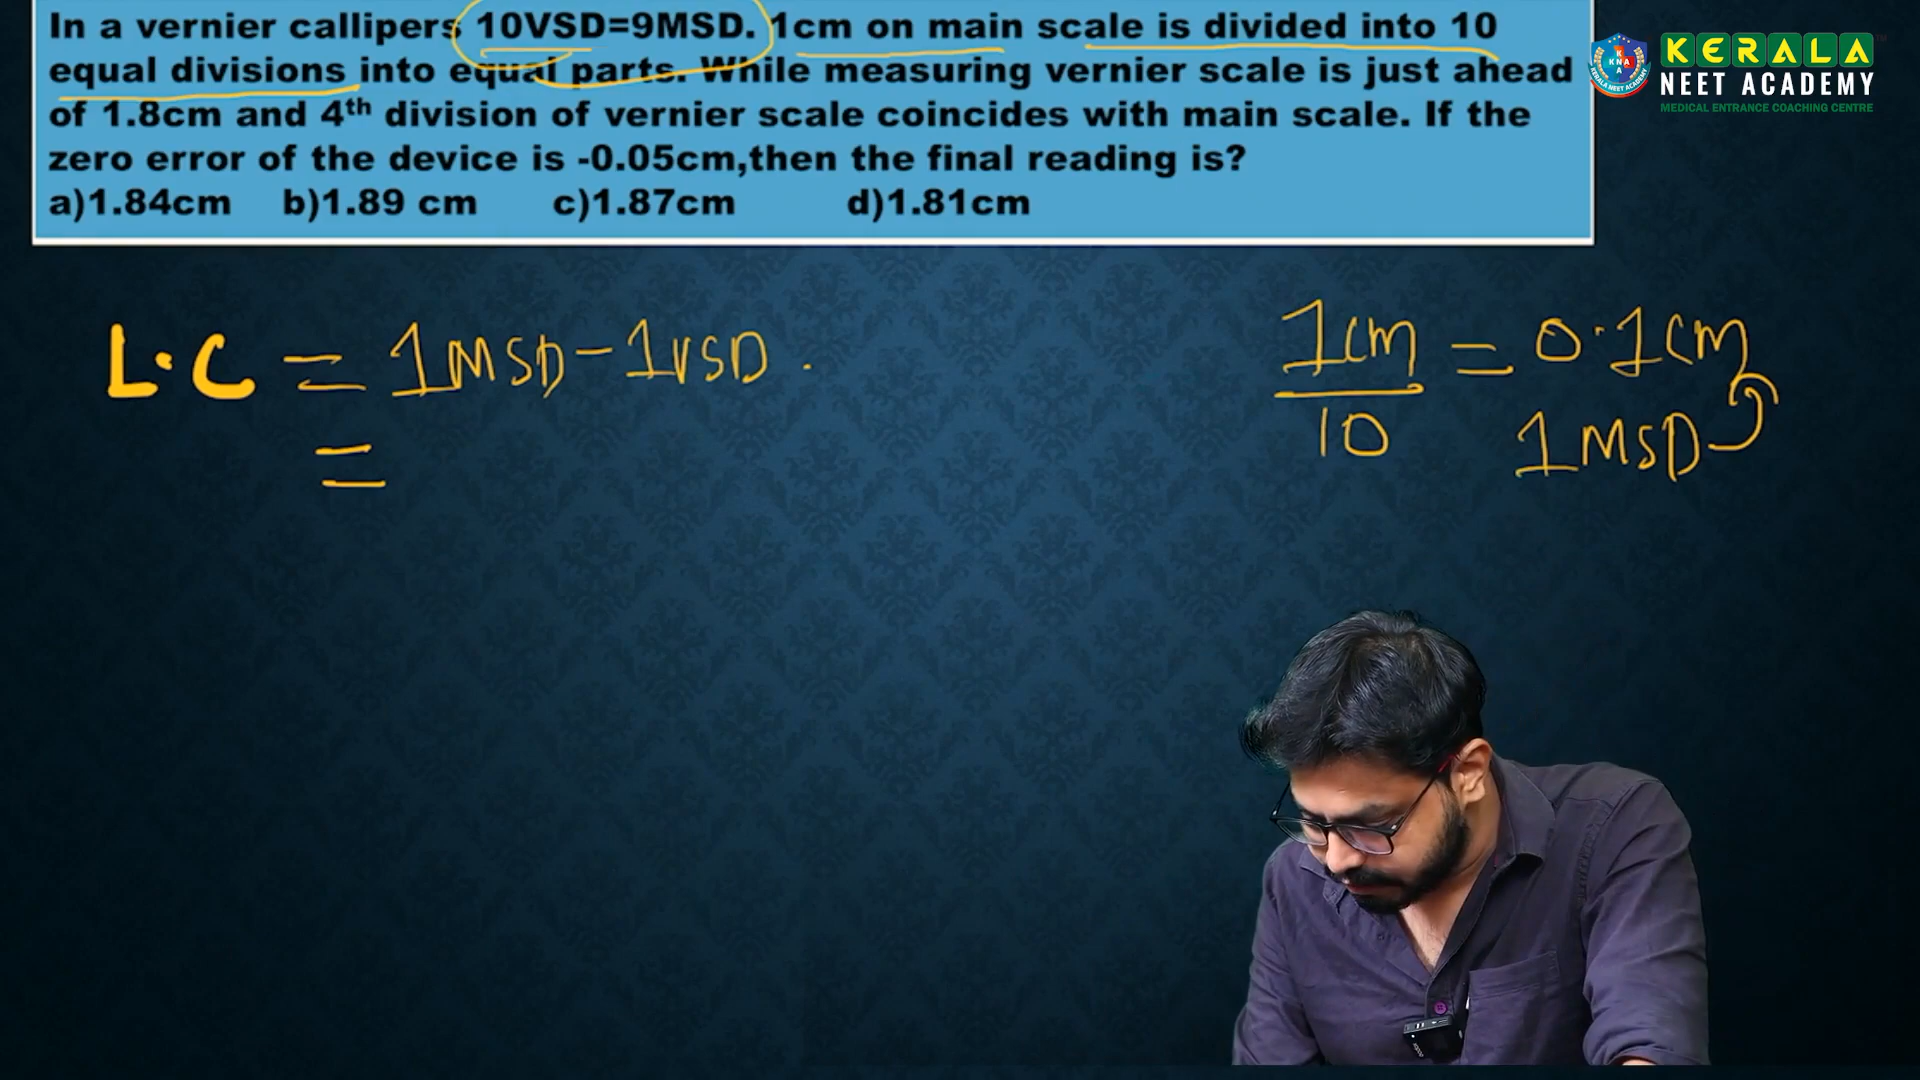 In a vernier callipers 10VSD=9MSD. 1cm on main scale is divided into 10
equal divisions into equal parts. While measuring vernier scale is just ahead
of 1.8cm and 4th division of vernier scale coincides with main scale. If the
zero error of the device is -0.05cm,then the final reading is?
a)1.84cm b)1.89 cm c)1.87cm d)1.81cm
KERALA
NEET ACADEMY
MEDICAL ENTRANCE COACHING CENTRE
L.C = 1MSD-1VSD.
=
1cm = 0.1cm
10 1MSD